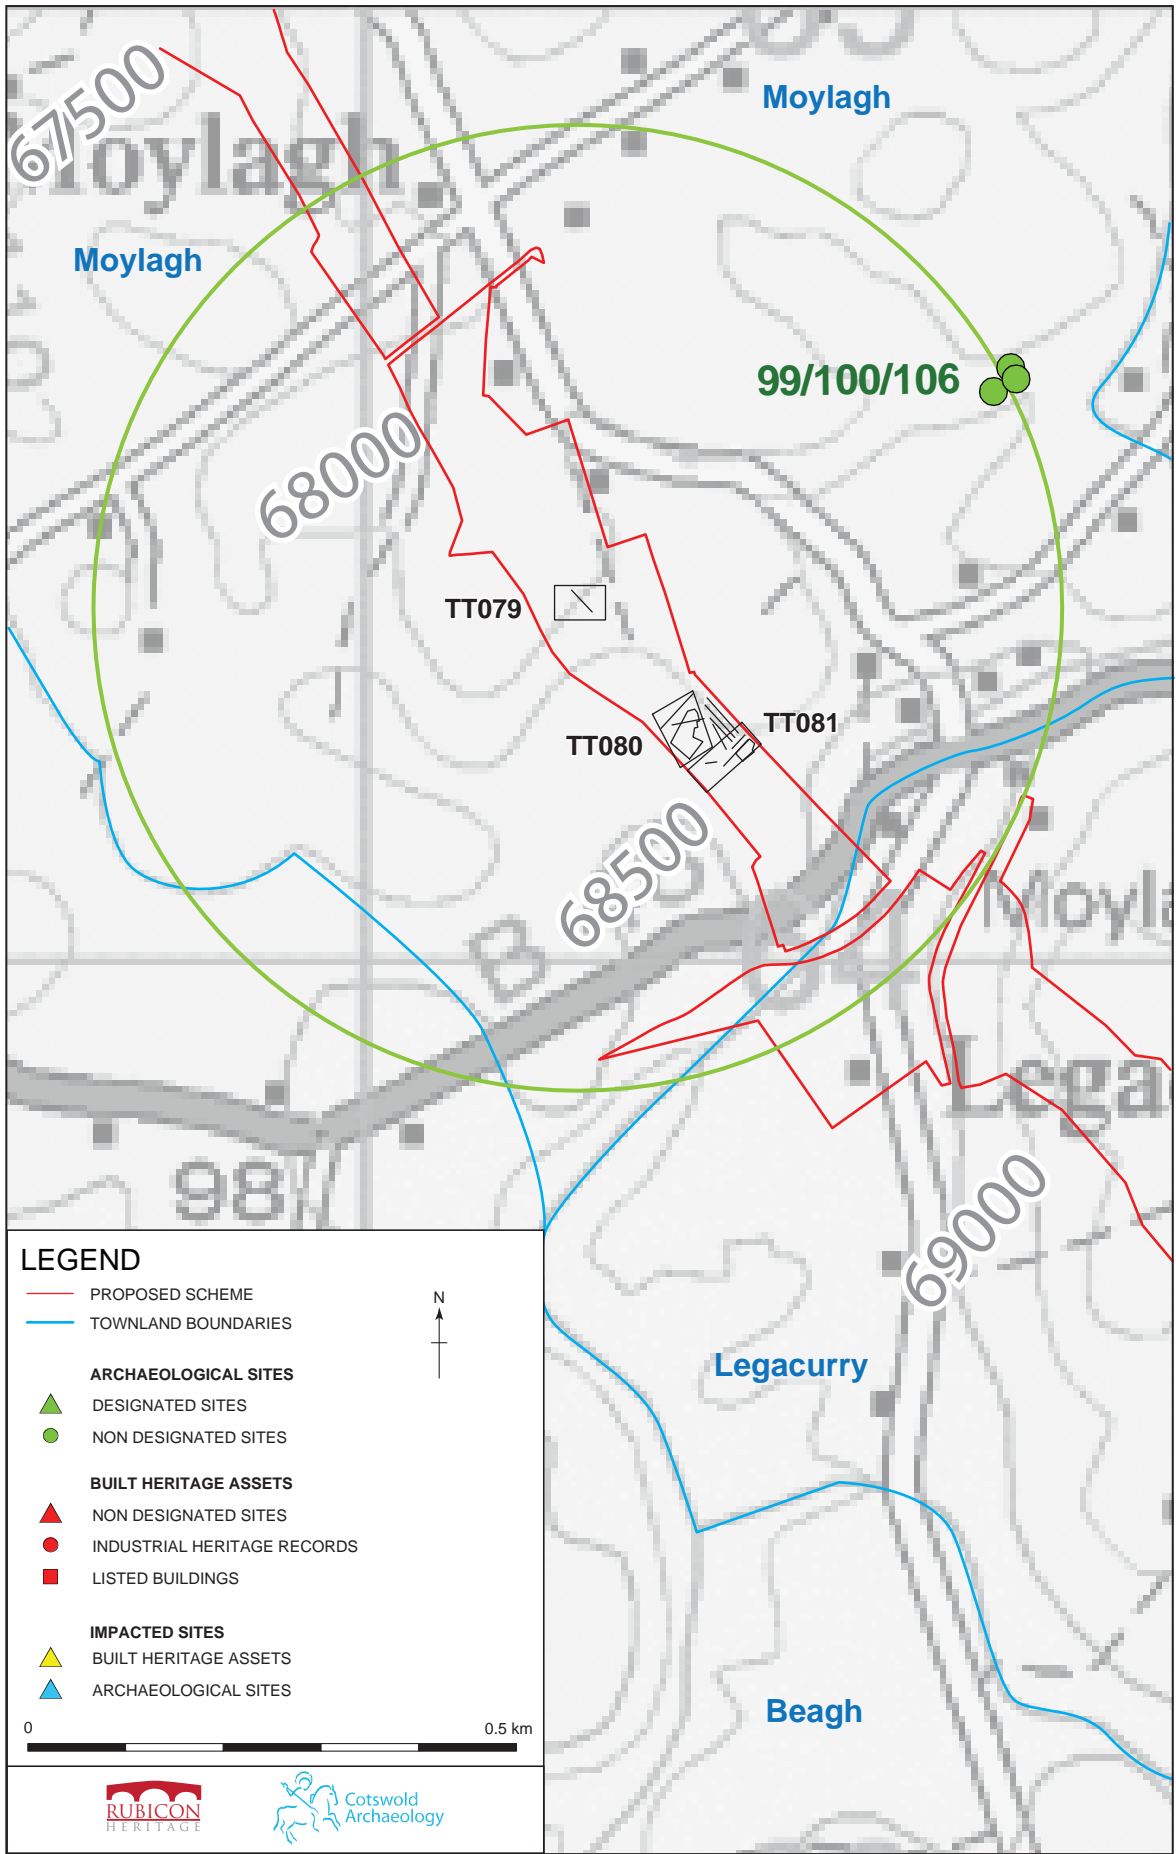 67500
Moylagh
Moylagh
Moylagh
99/100/106
68000
TT079
TT080
TT081
68500
B
84
Moyla
Lega
98
69000
Legacurry
Beagh
LEGEND
PROPOSED SCHEME
TOWNLAND BOUNDARIES
N
ARCHAEOLOGICAL SITES
DESIGNATED SITES
NON DESIGNATED SITES
BUILT HERITAGE ASSETS
NON DESIGNATED SITES
INDUSTRIAL HERITAGE RECORDS
LISTED BUILDINGS
IMPACTED SITES
BUILT HERITAGE ASSETS
ARCHAEOLOGICAL SITES
0 0.5 km
RUBICON
HERITAGE
Cotswold
Archaeology